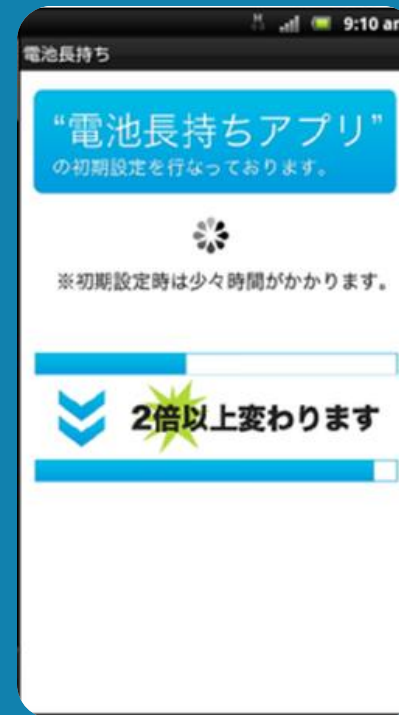 9:10 am
電池長持ち
“電池長持ちアプリ”
の初期設定を行なっております。
※初期設定時は少々時間がかかります。
2倍以上変わります